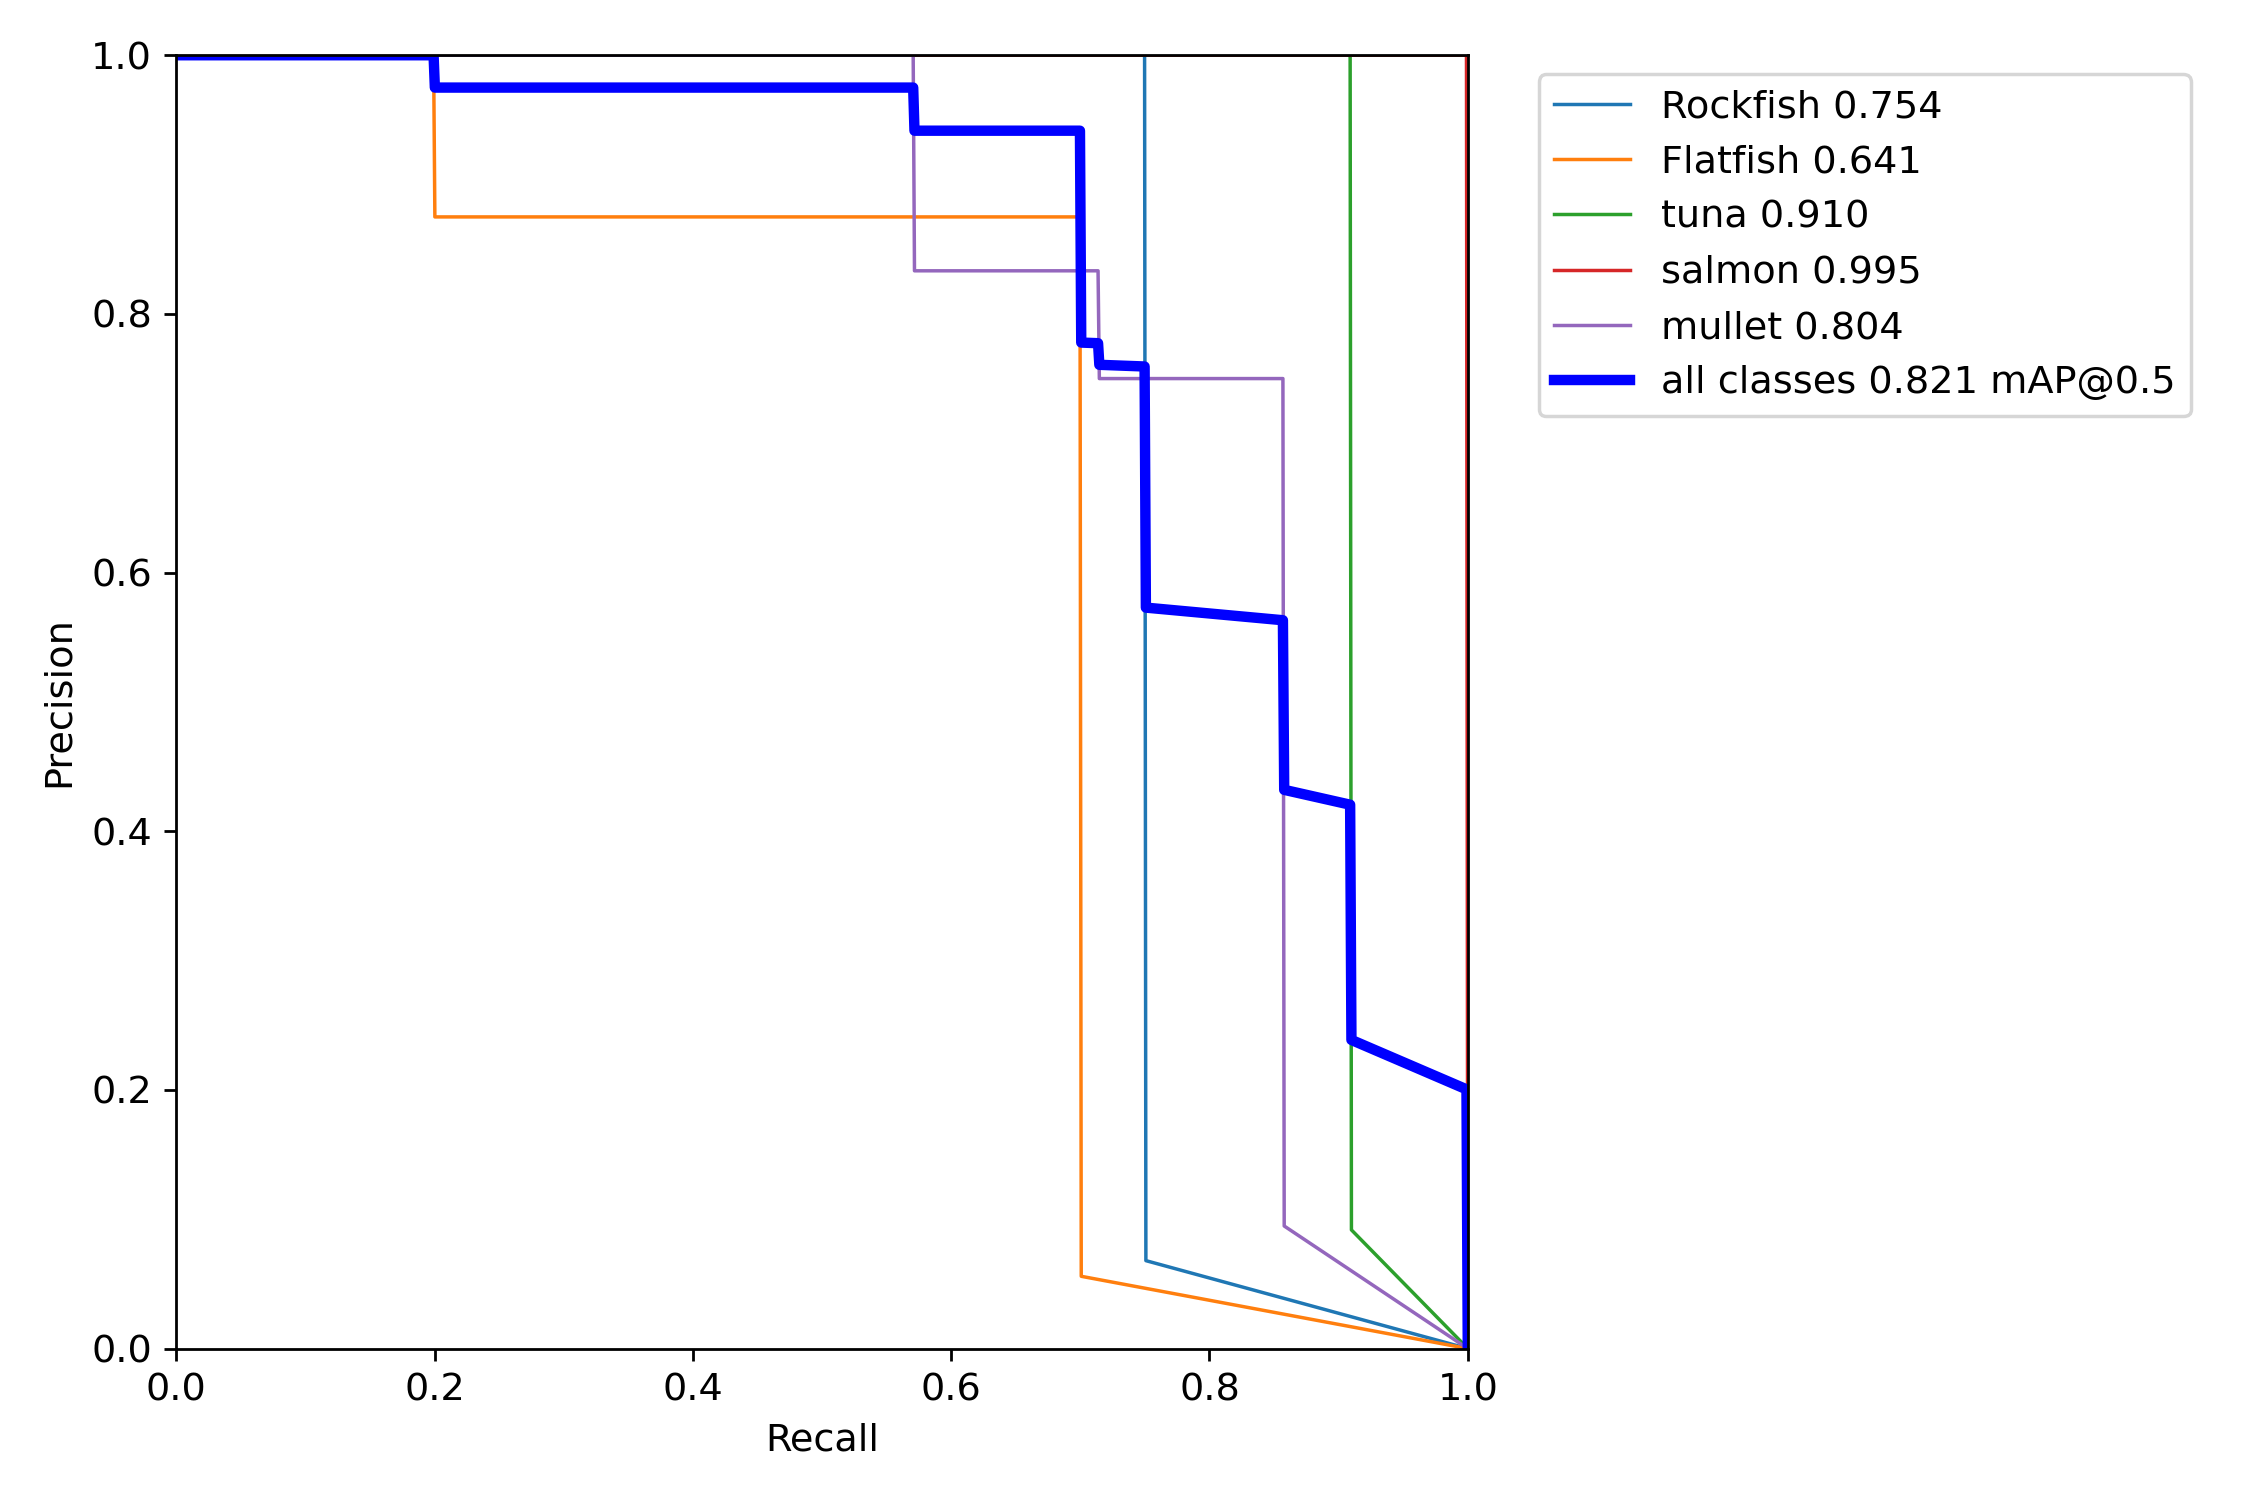 1.0
0.8
0.6
0.4
0.2
0.0
Precision
0.0 0.2 0.4 0.6 0.8 1.0
Recall
Rockfish 0.754
Flatfish 0.641
tuna 0.910
salmon 0.995
mullet 0.804
all classes 0.821 mAP@0.5